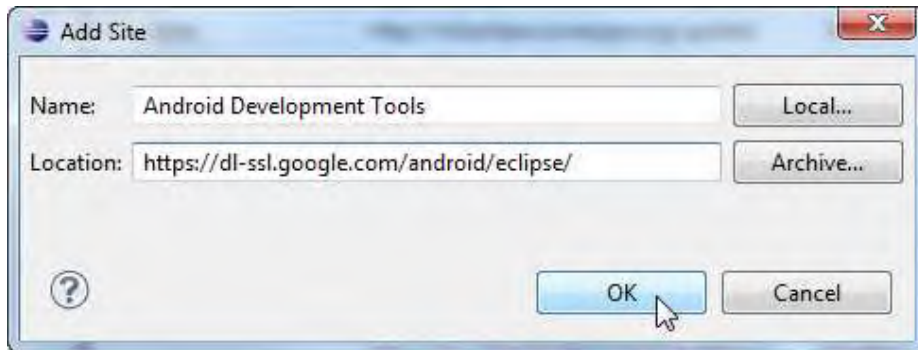 Add Site
Name: Android Development Tools Local...
Location: https://dl-ssl.google.com/android/eclipse/ Archive...
? OK Cancel